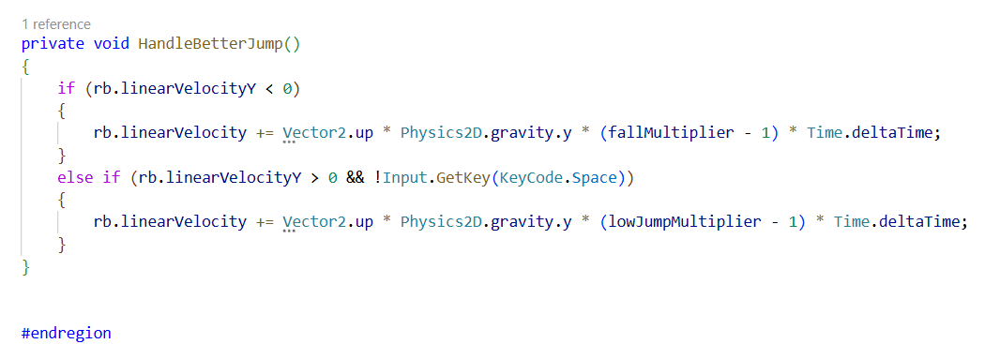 1 reference
private void HandleBetterJump()
{
if (rb.linearVelocityY < 0)
{
rb.linearVelocity += Vector2.up * Physics2D.gravity.y * (fallMultiplier - 1) * Time.deltaTime;
}
else if (rb.linearVelocityY > 0 && !Input.GetKey(KeyCode.Space))
{
rb.linearVelocity += Vector2.up * Physics2D.gravity.y * (lowJumpMultiplier - 1) * Time.deltaTime;
}
}
#endregion